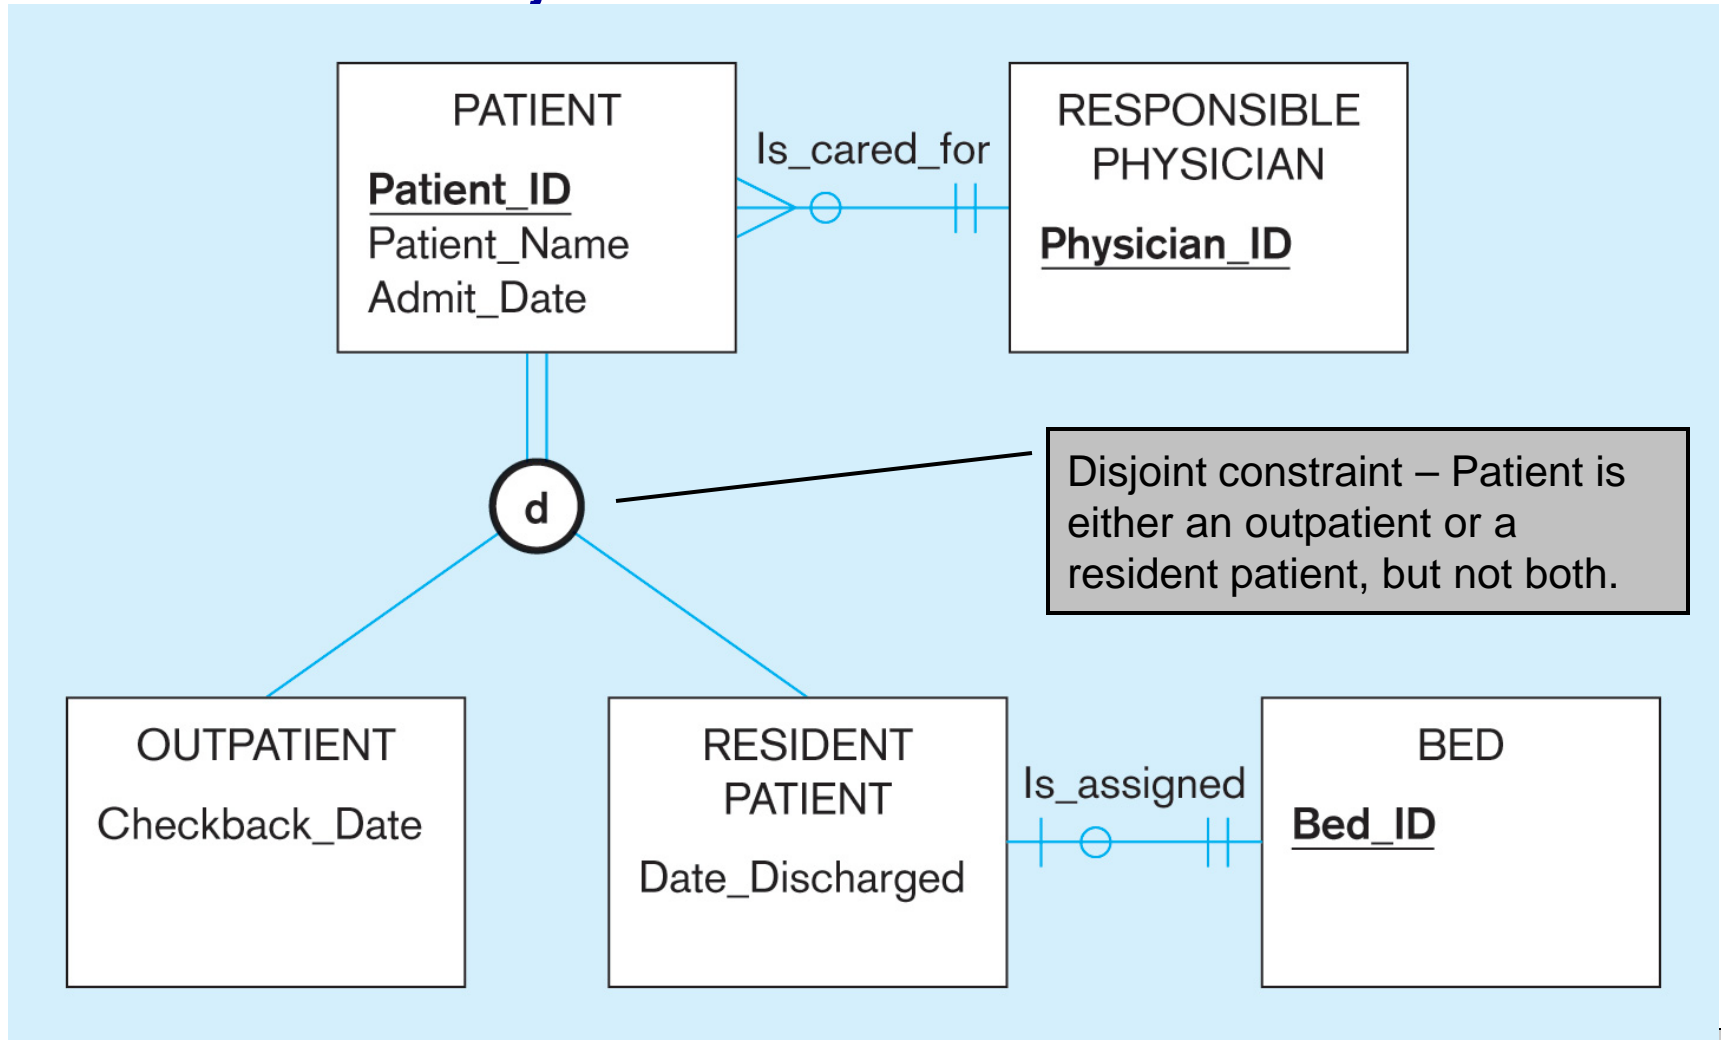 PATIENT
Patient_ID
Patient_Name
Admit_Date
Is_cared_for
RESPONSIBLE
PHYSICIAN
Physician_ID
d
Disjoint constraint – Patient is
either an outpatient or a
resident patient, but not both.
OUTPATIENT
Checkback_Date
RESIDENT
PATIENT
Date_Discharged
Is_assigned
BED
Bed_ID